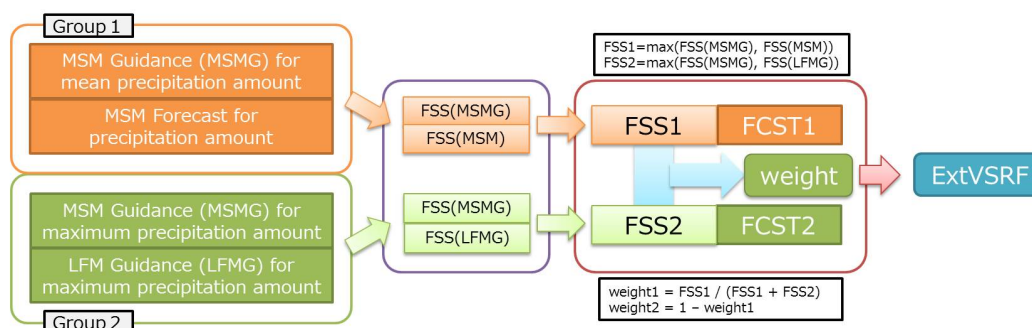 Group 1
MSM Guidance (MSMG) for
mean precipitation amount
MSM Forecast for
precipitation amount
MSM Guidance (MSMG) for
maximum precipitation amount
LFM Guidance (LFMG) for
maximum precipitation amount
Group 2
FSS(MSMG)
FSS(MSM)
FSS(MSMG)
FSS(LFMG)
FSS1=max(FSS(MSMG), FSS(MSM))
FSS2=max(FSS(MSMG), FSS(LFMG))
FSS1
FCST1
weight
FSS2
FCST2
weight1 = FSS1 / (FSS1 + FSS2)
weight2 = 1 – weight1
ExtVSRF